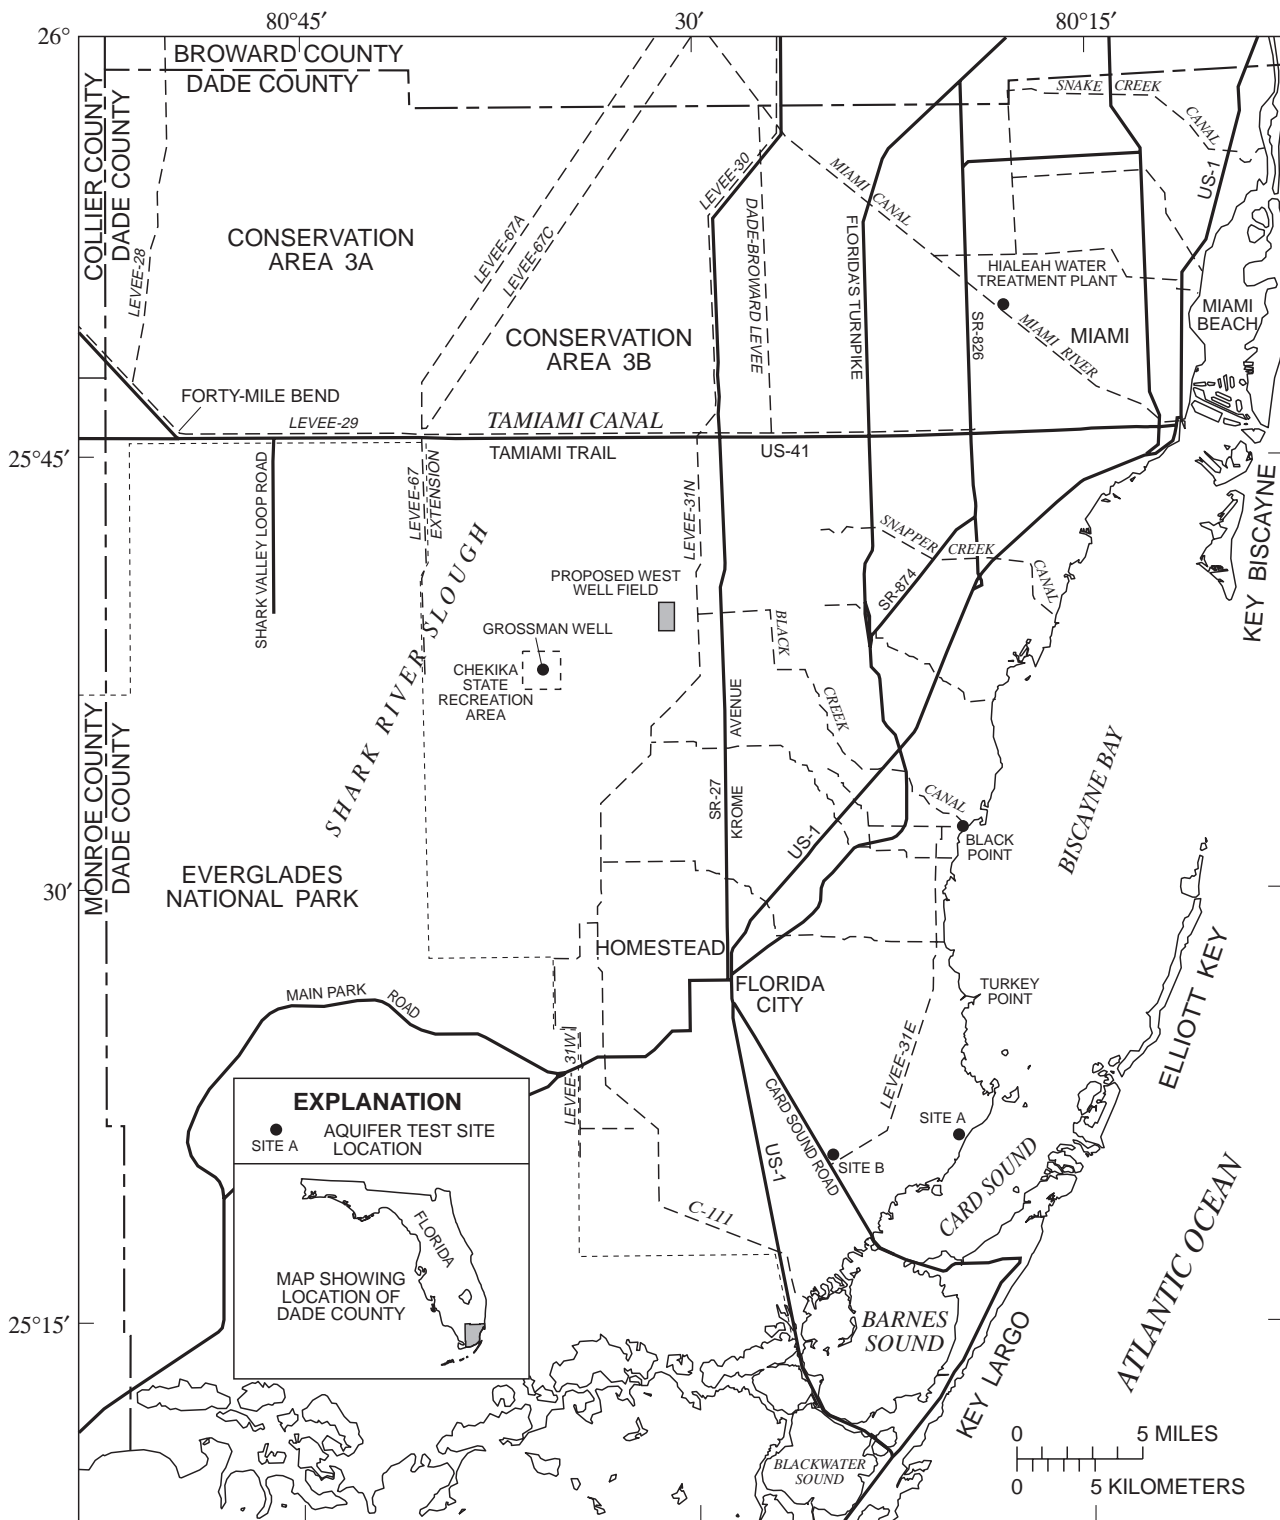 80°45′
30′
80°15′
26°
BROWARD COUNTY
DADE COUNTY
COLLIER COUNTY
DADE COUNTY
SNAKE CREEK
CANAL
US-1
LEVEE-28
CONSERVATION
AREA 3A
LEVEE-67A
LEVEE-67C
LEVEE-30
DADE-BROWARD LEVEE
MIAMI CANAL
FLORIDA'S TURNPIKE
SR-826
HIALEAH WATER
TREATMENT PLANT
MIAMI RIVER
MIAMI
MIAMI
BEACH
CONSERVATION
AREA 3B
FORTY-MILE BEND
LEVEE-29
TAMIAMI CANAL
TAMIAMI TRAIL
US-41
25°45′
SHARK VALLEY LOOP ROAD
LEVEE-67
EXTENSION
LEVEE-31N
SNAPPER
CREEK
CANAL
SR-874
KEY BISCAYNE
SHARK RIVER SLOUGH
PROPOSED WEST
WELL FIELD
GROSSMAN WELL
CHEKIKA
STATE
RECREATION
AREA
BLACK
CREEK
CANAL
SR-27
KROME
AVENUE
US-1
BLACK
POINT
BISCAYNE BAY
MONROE COUNTY
DADE COUNTY
EVERGLADES
NATIONAL PARK
30′
HOMESTEAD
FLORIDA
CITY
TURKEY
POINT
ELLIOTT KEY
MAIN PARK
ROAD
LEVEE-31W
LEVEE-31E
CARD SOUND ROAD
US-1
SITE A
SITE B
CARD SOUND
C-111
ATLANTIC OCEAN
EXPLANATION
SITE A
AQUIFER TEST SITE
LOCATION
FLORIDA
MAP SHOWING
LOCATION OF
DADE COUNTY
25°15′
BARNES
SOUND
KEY LARGO
BLACKWATER
SOUND
0 5 MILES
0 5 KILOMETERS